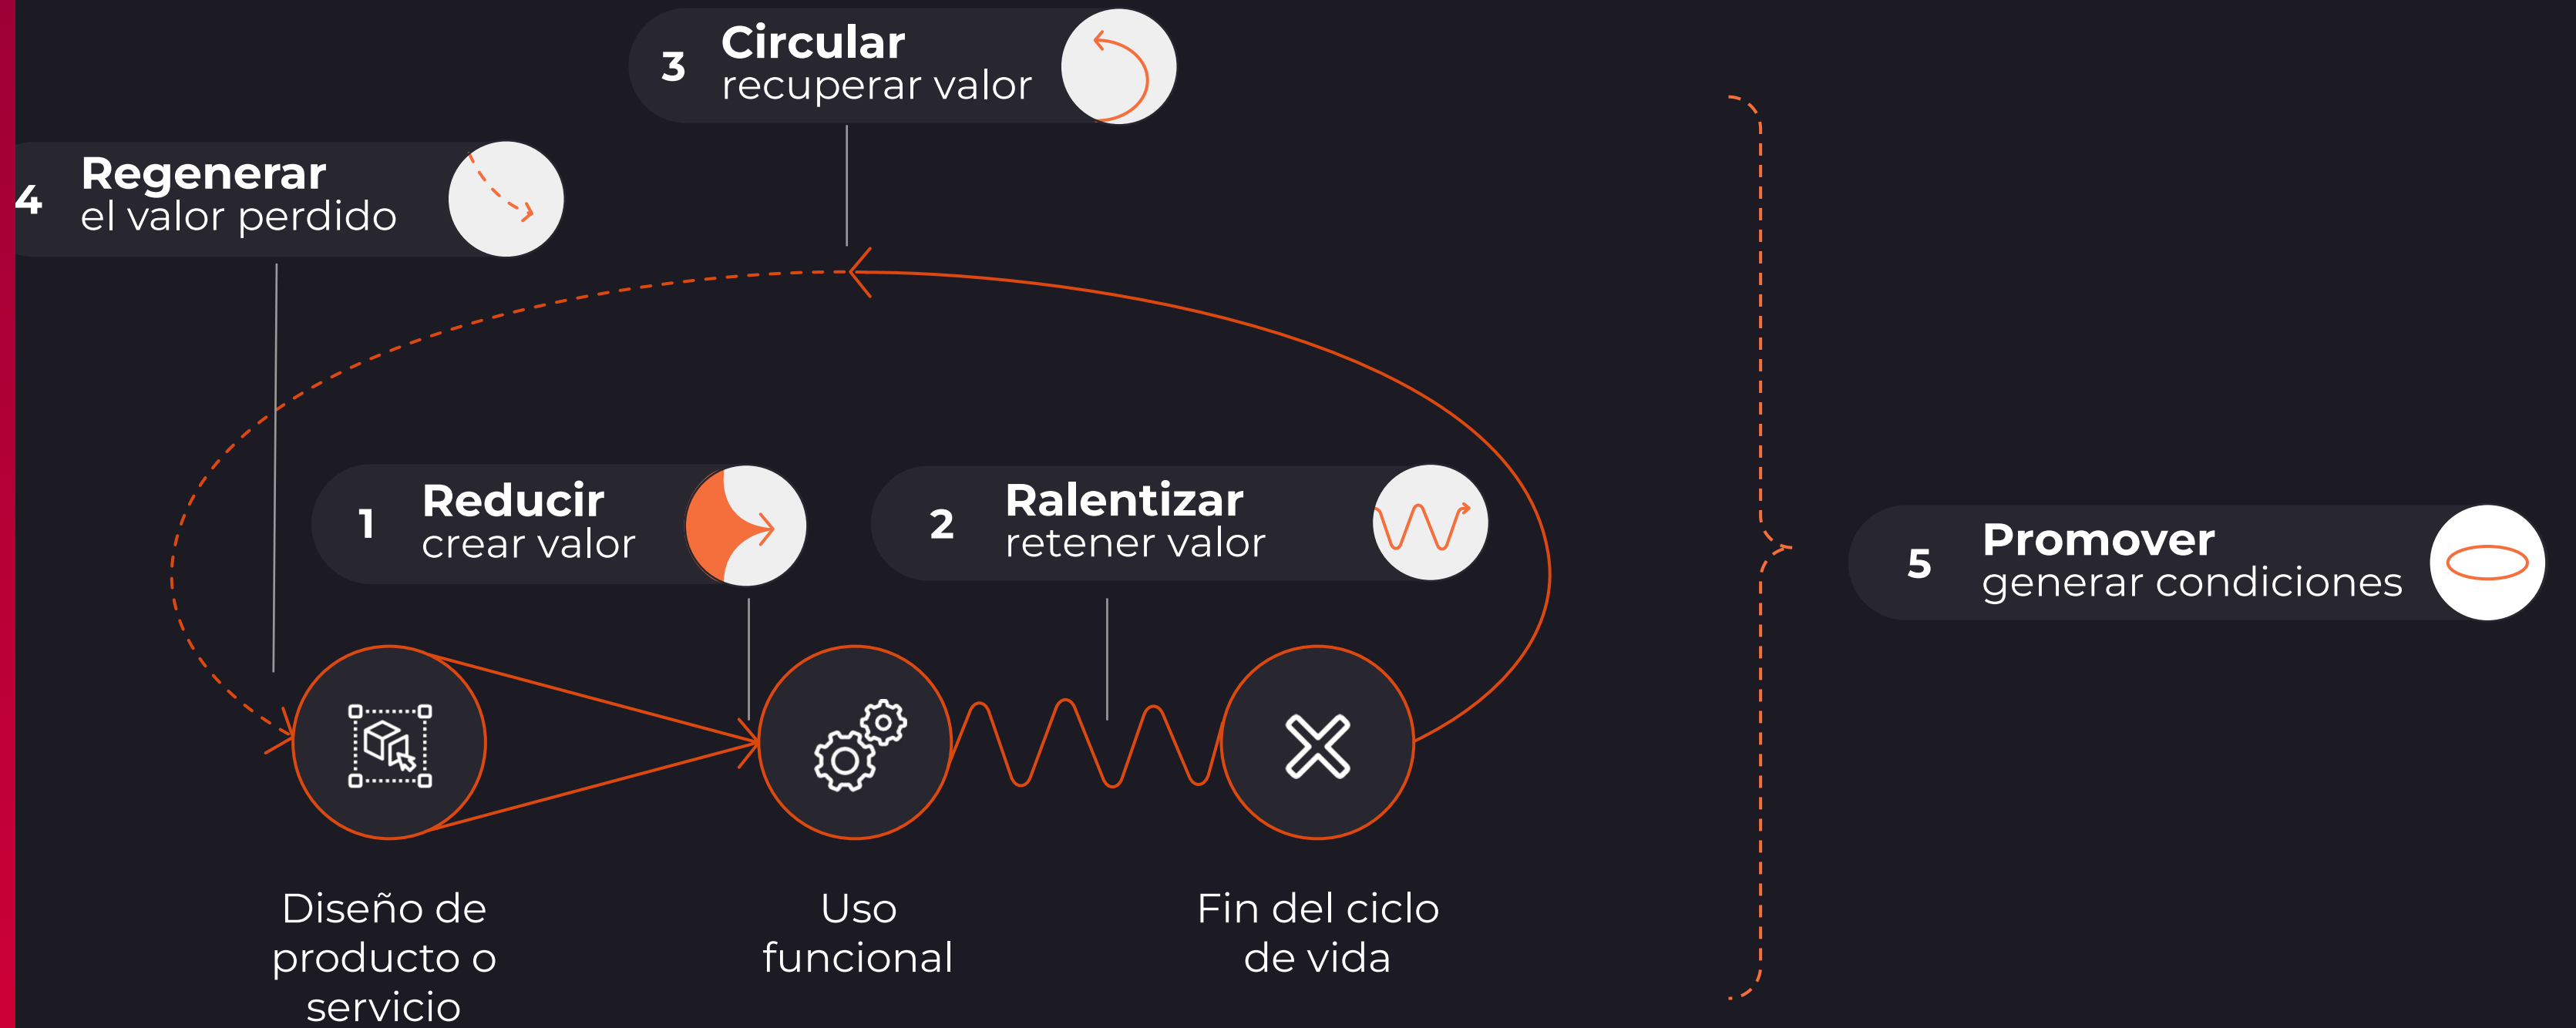 3
Circular
recuperar valor
4
Regenerar
el valor perdido
1
Reducir
crear valor
2
Ralentizar
retener valor
5
Promover
generar condiciones
Diseño de
producto o
servicio
Uso
funcional
Fin del ciclo
de vida